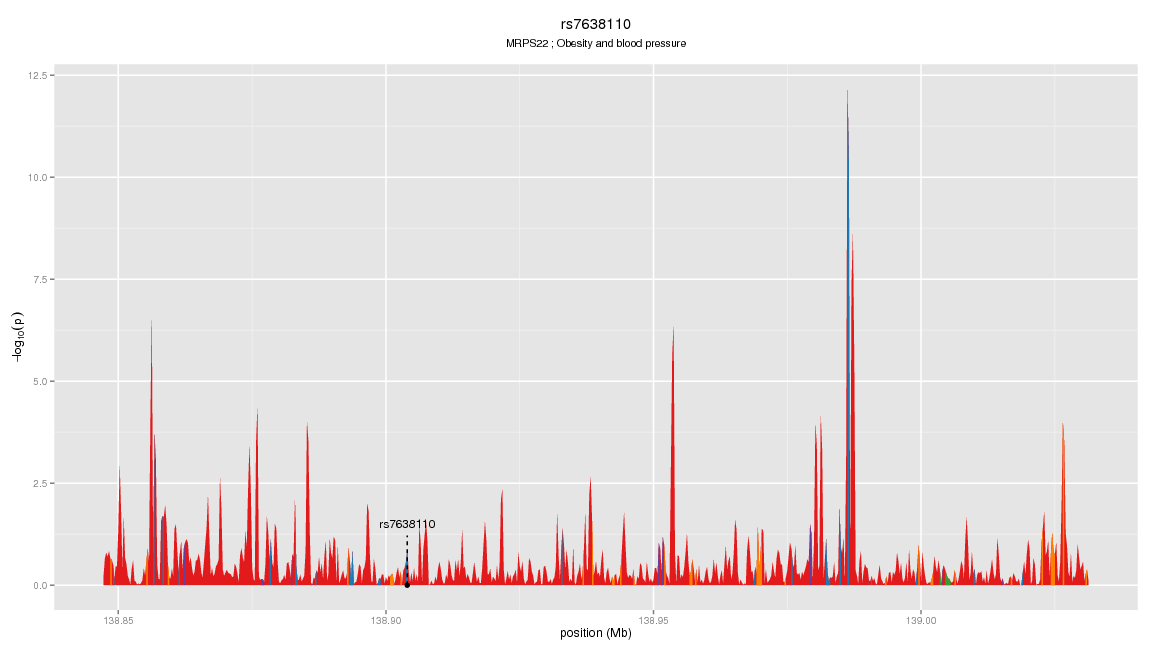 rs7638110
MRPS22 ; Obesity and blood pressure
12.5
10.0
7.5
5.0
2.5
0.0
−log10(p)
rs7638110
138.85
138.90
138.95
139.00
position (Mb)